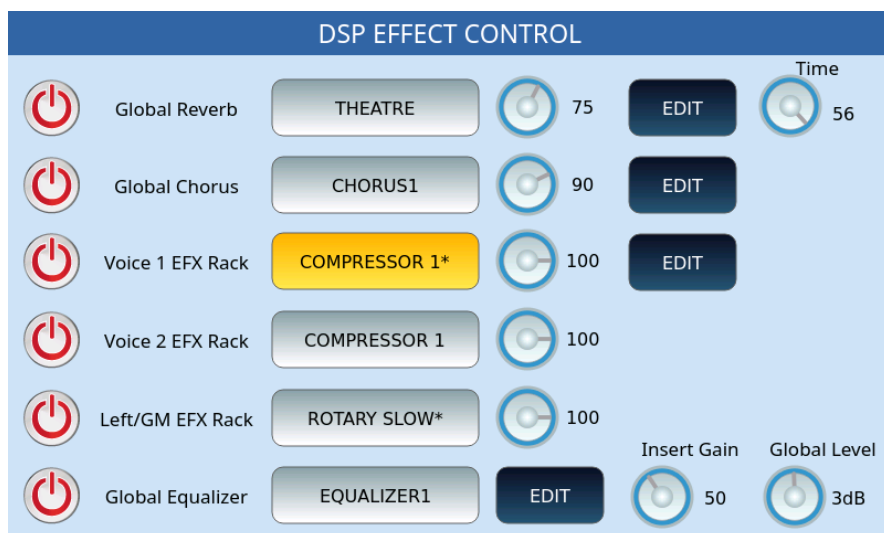 DSP EFFECT CONTROL
Time
Global Reverb THEATRE 75 EDIT 56
Global Chorus CHORUS1 90 EDIT
Voice 1 EFX Rack COMPRESSOR 1* 100 EDIT
Voice 2 EFX Rack COMPRESSOR 1 100
Left/GM EFX Rack ROTARY SLOW* 100
Insert Gain Global Level
Global Equalizer EQUALIZER1 EDIT 50 3dB